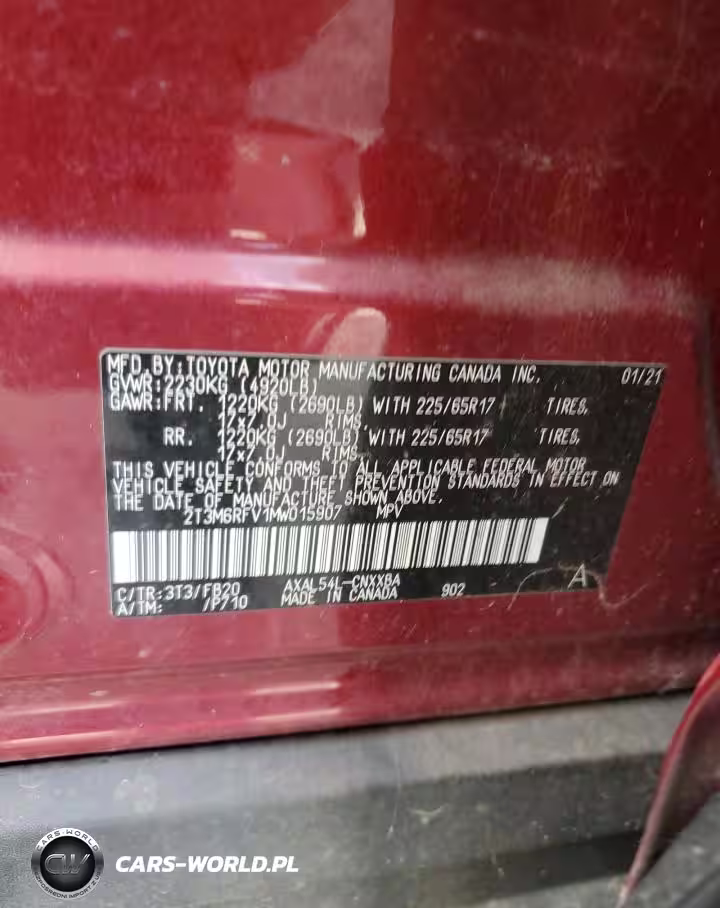 MFD. BY: TOYOTA MOTOR MANUFACTURING CANADA INC. 01/21
GVWR: 2230KG (4920LB)
GAWR: FRT. 1220KG (2690LB) WITH 225/65R17 TIRES,
17x7.0J RIMS,
RR. 1220KG (2690LB) WITH 225/65R17 TIRES,
17x7.0J RIMS,
THIS VEHICLE CONFORMS TO ALL APPLICABLE FEDERAL MOTOR
VEHICLE SAFETY AND THEFT PREVENTION STANDARDS IN EFFECT ON
THE DATE OF MANUFACTURE SHOWN ABOVE.
2T3M6RFV1MW015907 MPV
C/TR: 3T3/FB20 AXAL54L-CNXXBA A
A/TM: /P710 MADE IN CANADA 902
CARS-WORLD
CW
CARS-WORLD.PL